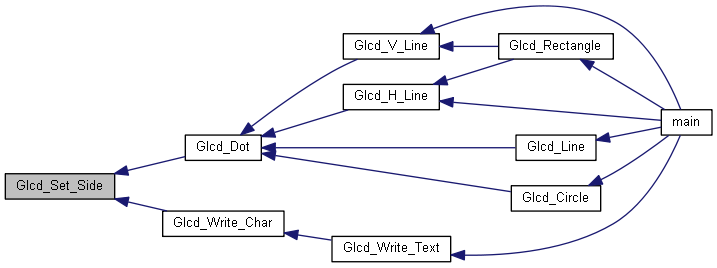 Glcd_V_Line
Glcd_Rectangle
Glcd_H_Line
main
Glcd_Dot
Glcd_Line
Glcd_Set_Side
Glcd_Circle
Glcd_Write_Char
Glcd_Write_Text